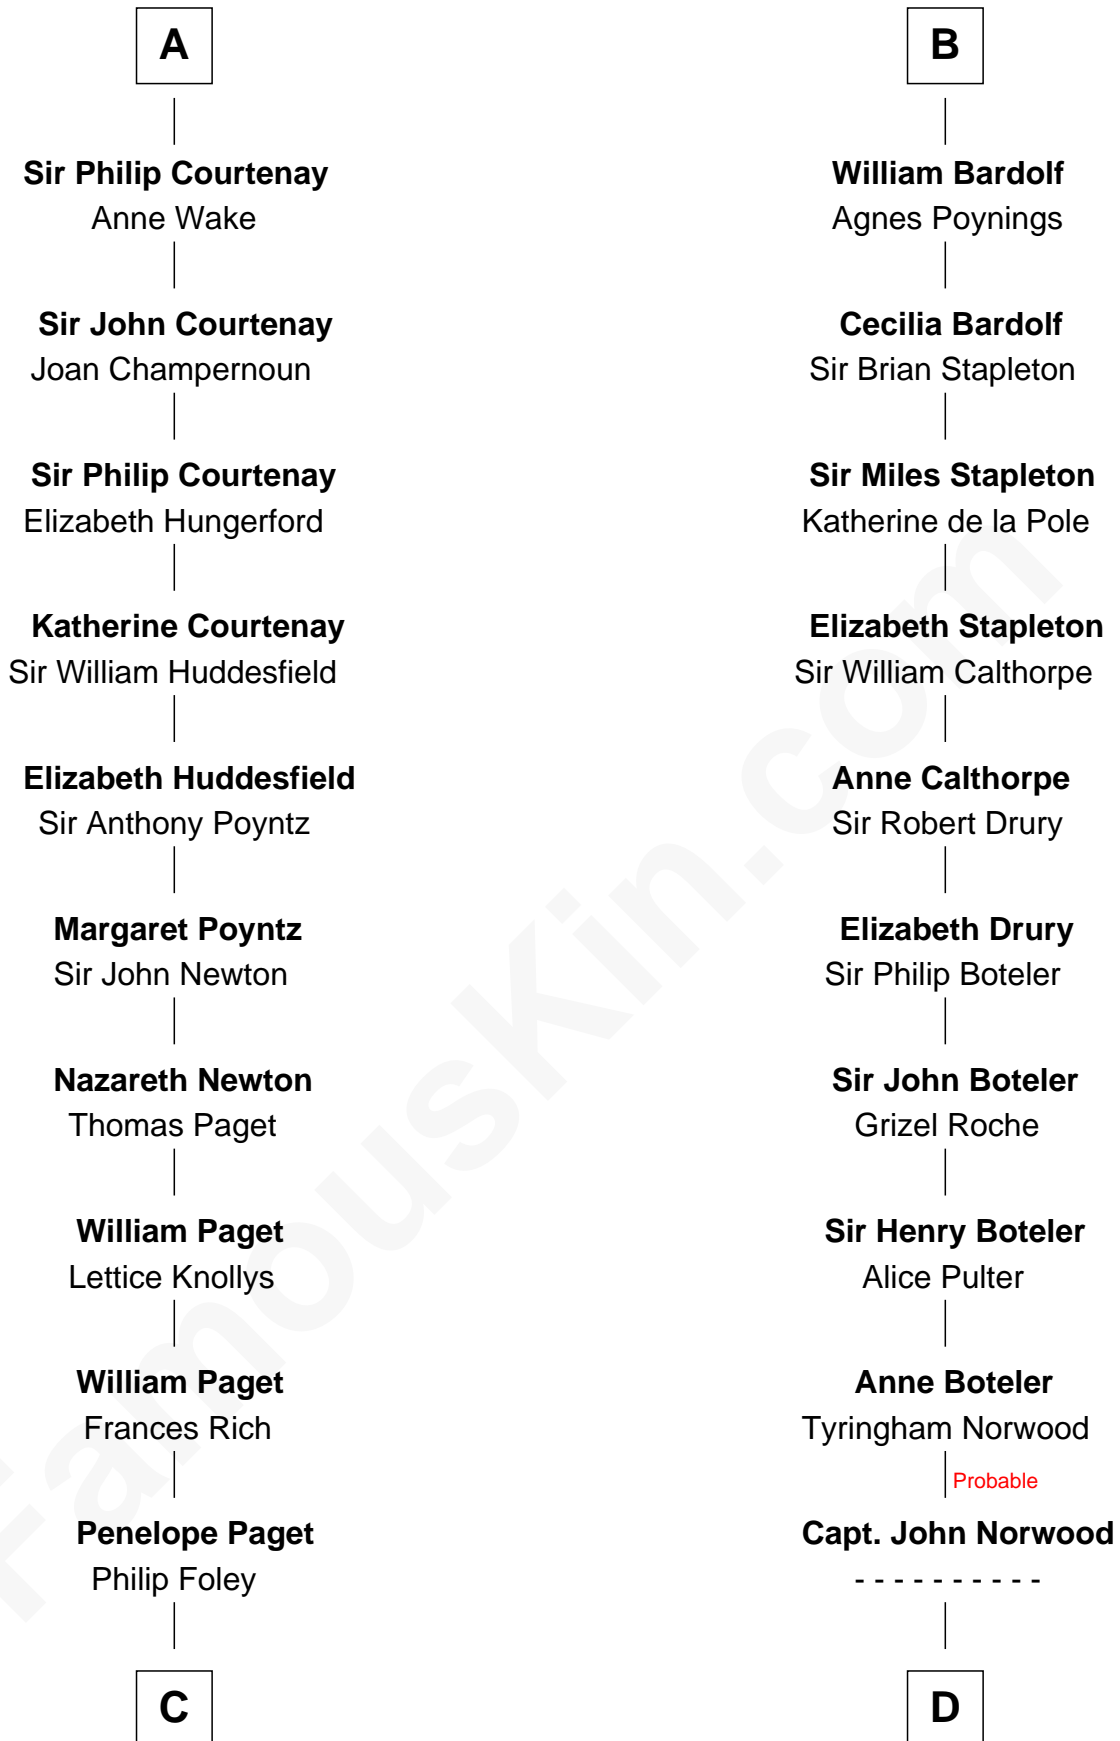 A
Sir Philip Courtenay
Anne Wake
Sir John Courtenay
Joan Champernoun
Sir Philip Courtenay
Elizabeth Hungerford
Katherine Courtenay
Sir William Huddesfield
Elizabeth Huddesfield
Sir Anthony Poyntz
Margaret Poyntz
Sir John Newton
Nazareth Newton
Thomas Paget
William Paget
Lettice Knollys
William Paget
Frances Rich
Penelope Paget
Philip Foley
C
B
William Bardolf
Agnes Poynings
Cecilia Bardolf
Sir Brian Stapleton
Sir Miles Stapleton
Katherine de la Pole
Elizabeth Stapleton
Sir William Calthorpe
Anne Calthorpe
Sir Robert Drury
Elizabeth Drury
Sir Philip Boteler
Sir John Boteler
Grizel Roche
Sir Henry Boteler
Alice Pulter
Anne Boteler
Tyringham Norwood
Probable
Capt. John Norwood
- - - - - - - - - -
D
FamousKin.com